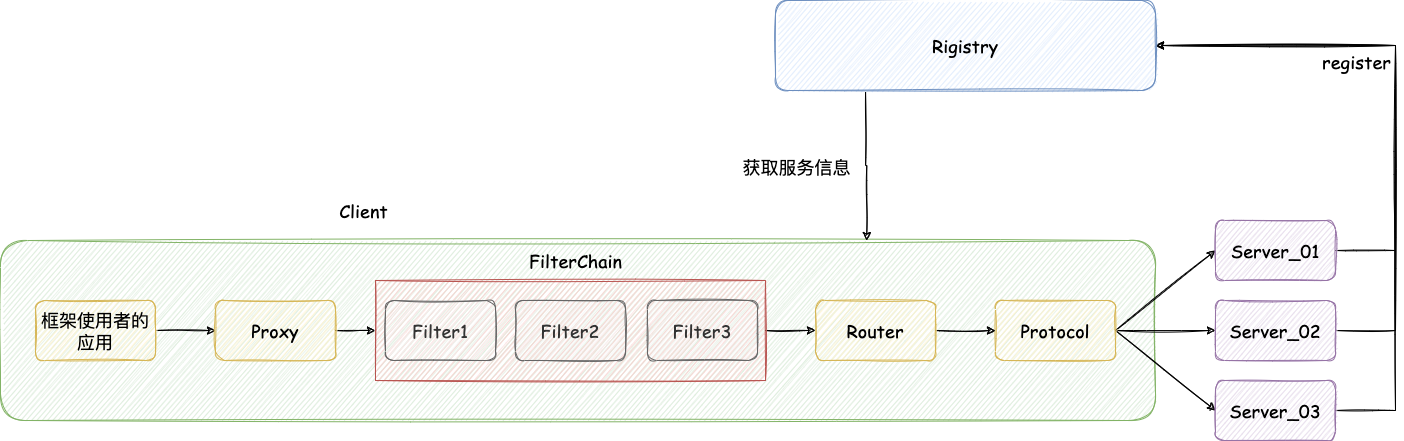 Rigistry
register
获取服务信息
Client
FilterChain
框架使用者的
应用
Proxy
Filter1
Filter2
Filter3
Router
Protocol
Server_01
Server_02
Server_03